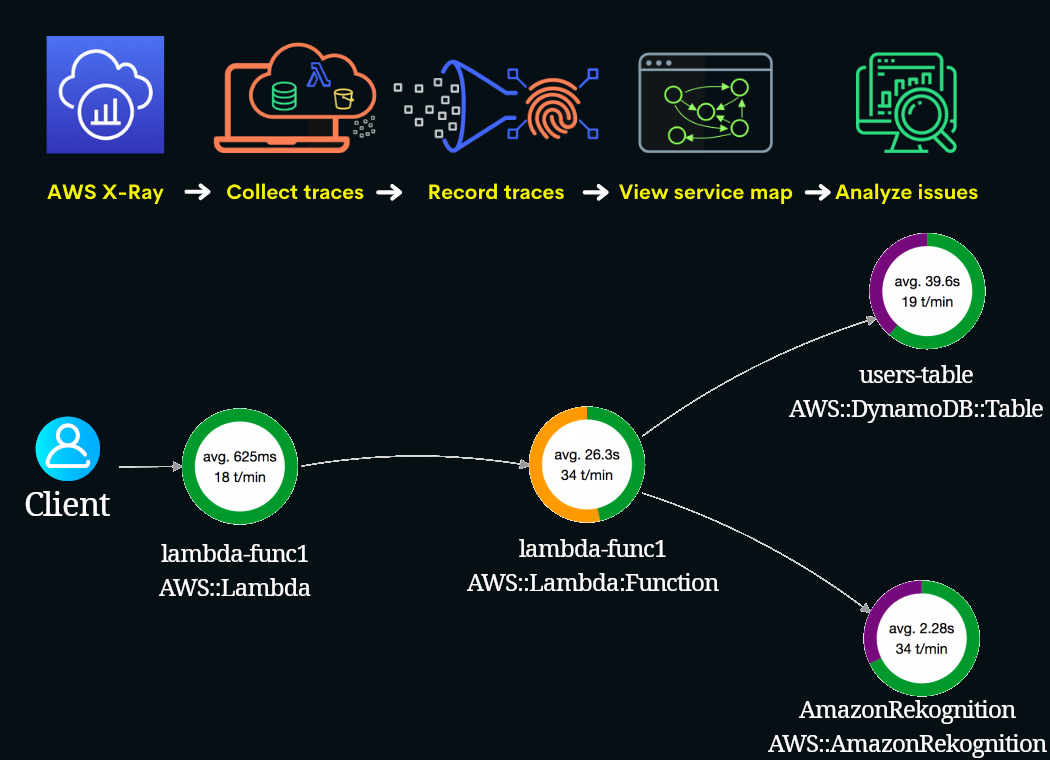 AWS X-Ray → Collect traces → Record traces → View service map → Analyze issues
avg. 39.6s
19 t/min
users-table
AWS::DynamoDB::Table
Client
avg. 625ms
18 t/min
lambda-func1
AWS::Lambda
avg. 26.3s
34 t/min
lambda-func1
AWS::Lambda:Function
avg. 2.28s
34 t/min
AmazonRekognition
AWS::AmazonRekognition